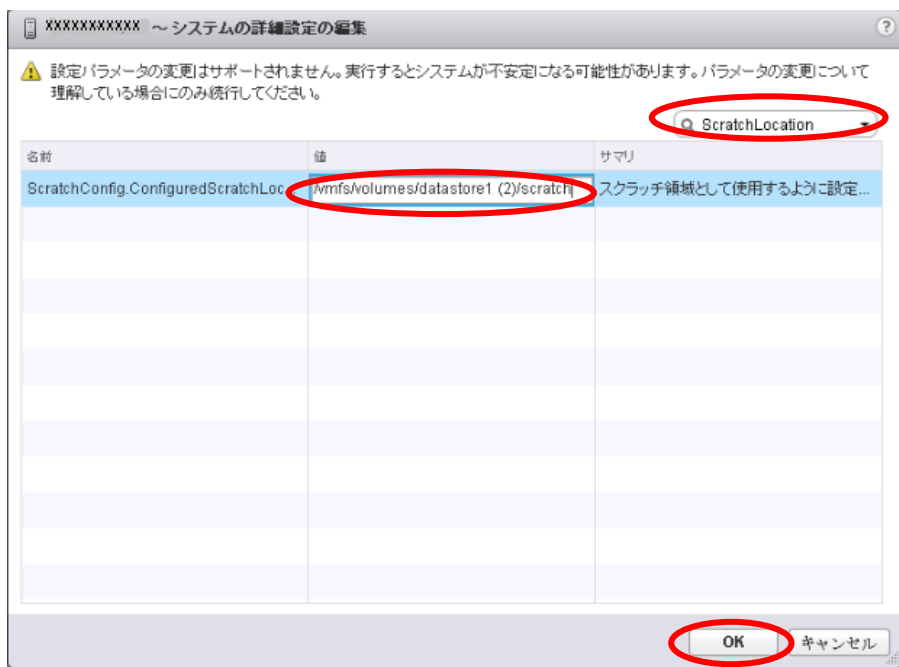 XXXXXXXXXXX ～システムの詳細設定の編集
?
設定パラメータの変更はサポートされません。実行するとシステムが不安定になる可能性があります。パラメータの変更について
理解している場合にのみ続行してください。
ScratchLocation
名前 値 サマリ
ScratchConfig.ConfiguredScratchLoc... /vmfs/volumes/datastore1 (2)/scratch スクラッチ領域として使用するように設定...
OK キャンセル